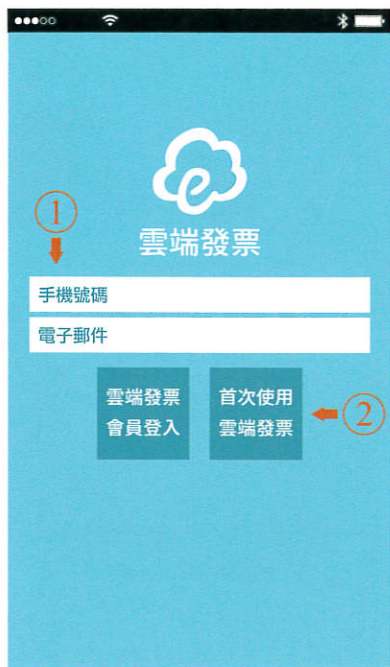 ①
雲端發票
手機號碼
電子郵件
雲端發票
會員登入
首次使用
雲端發票
②